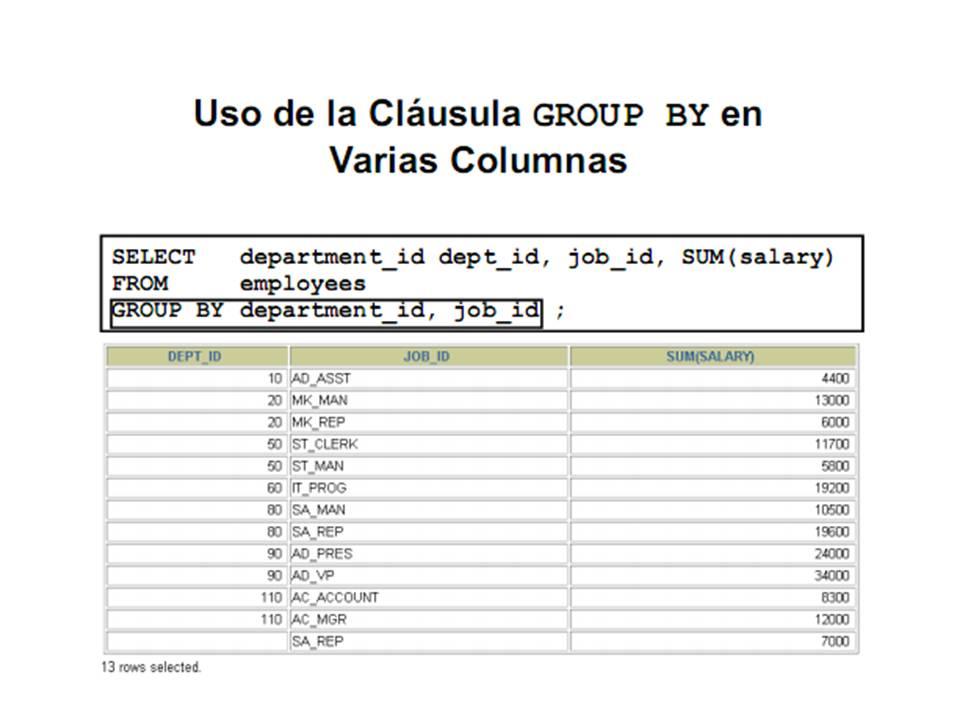 Uso de la Cláusula GROUP BY en
Varias Columnas
SELECT department_id dept_id, job_id, SUM(salary)
FROM employees
GROUP BY department_id, job_id ;
DEPT_ID JOB_ID SUM(SALARY)
10 AD_ASST 4400
20 MK_MAN 13000
20 MK_REP 6000
50 ST_CLERK 11700
50 ST_MAN 5800
60 IT_PROG 19200
80 SA_MAN 10500
80 SA_REP 19600
90 AD_PRES 24000
90 AD_VP 34000
110 AC_ACCOUNT 8300
110 AC_MGR 12000
SA_REP 7000
13 rows selected.